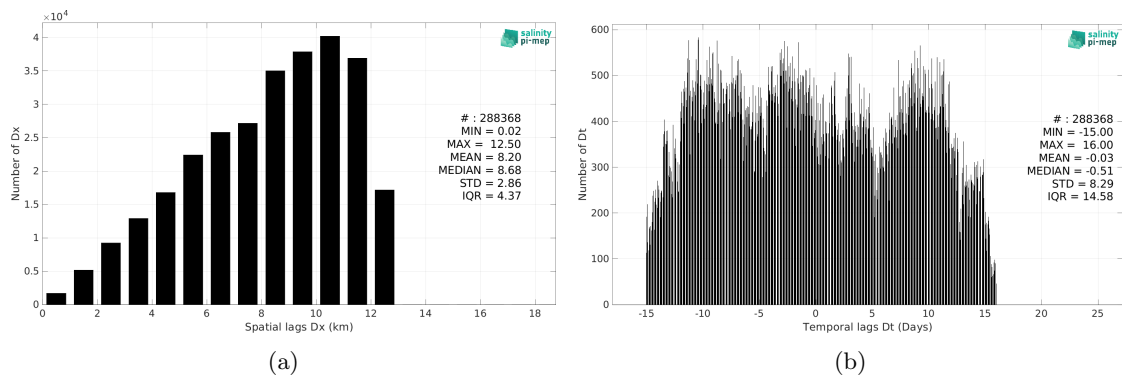 ×10⁴
4
3.5
3
2.5
2
1.5
1
0.5
0
Number of Dx
0 2 4 6 8 10 12 14 16 18
Spatial lags Dx (km)
salinity
pi-mep
# : 288368
MIN = 0.02
MAX = 12.50
MEAN = 8.20
MEDIAN = 8.68
STD = 2.86
IQR = 4.37
(a)
600
500
400
300
200
100
0
Number of Dt
-15 -10 -5 0 5 10 15 20 25
Temporal lags Dt (Days)
salinity
pi-mep
# : 288368
MIN = -15.00
MAX = 16.00
MEAN = -0.03
MEDIAN = -0.51
STD = 8.29
IQR = 14.58
(b)